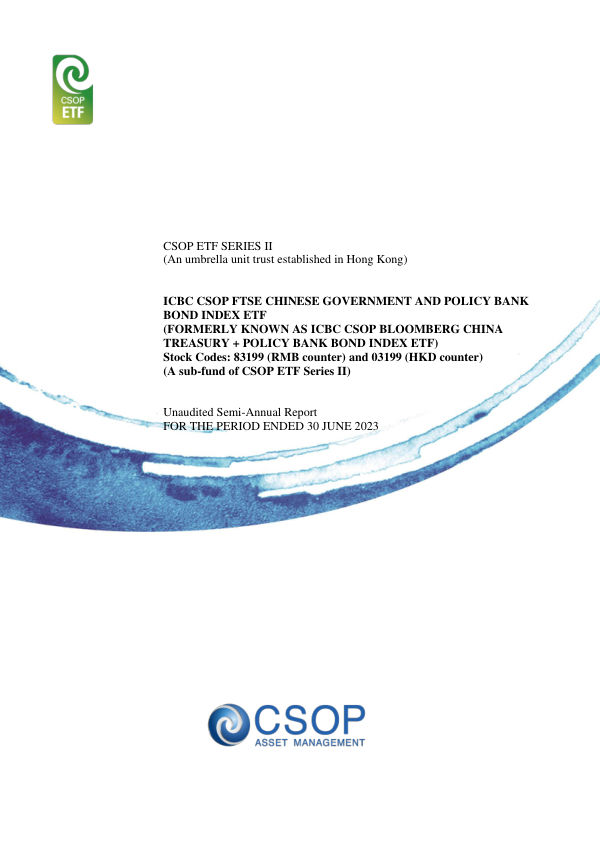 CSOP
ETF
CSOP ETF SERIES II
(An umbrella unit trust established in Hong Kong)
ICBC CSOP FTSE CHINESE GOVERNMENT AND POLICY BANK
BOND INDEX ETF
(FORMERLY KNOWN AS ICBC CSOP BLOOMBERG CHINA
TREASURY + POLICY BANK BOND INDEX ETF)
Stock Codes: 83199 (RMB counter) and 03199 (HKD counter)
(A sub-fund of CSOP ETF Series II)
Unaudited Semi-Annual Report
FOR THE PERIOD ENDED 30 JUNE 2023
CSOP
ASSET MANAGEMENT